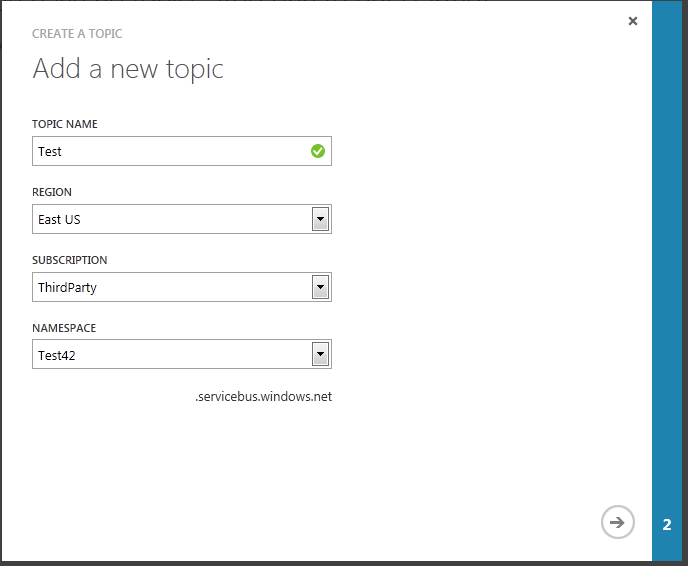 CREATE A TOPIC
Add a new topic
TOPIC NAME
Test
REGION
East US
SUBSCRIPTION
ThirdParty
NAMESPACE
Test42
.servicebus.windows.net
2